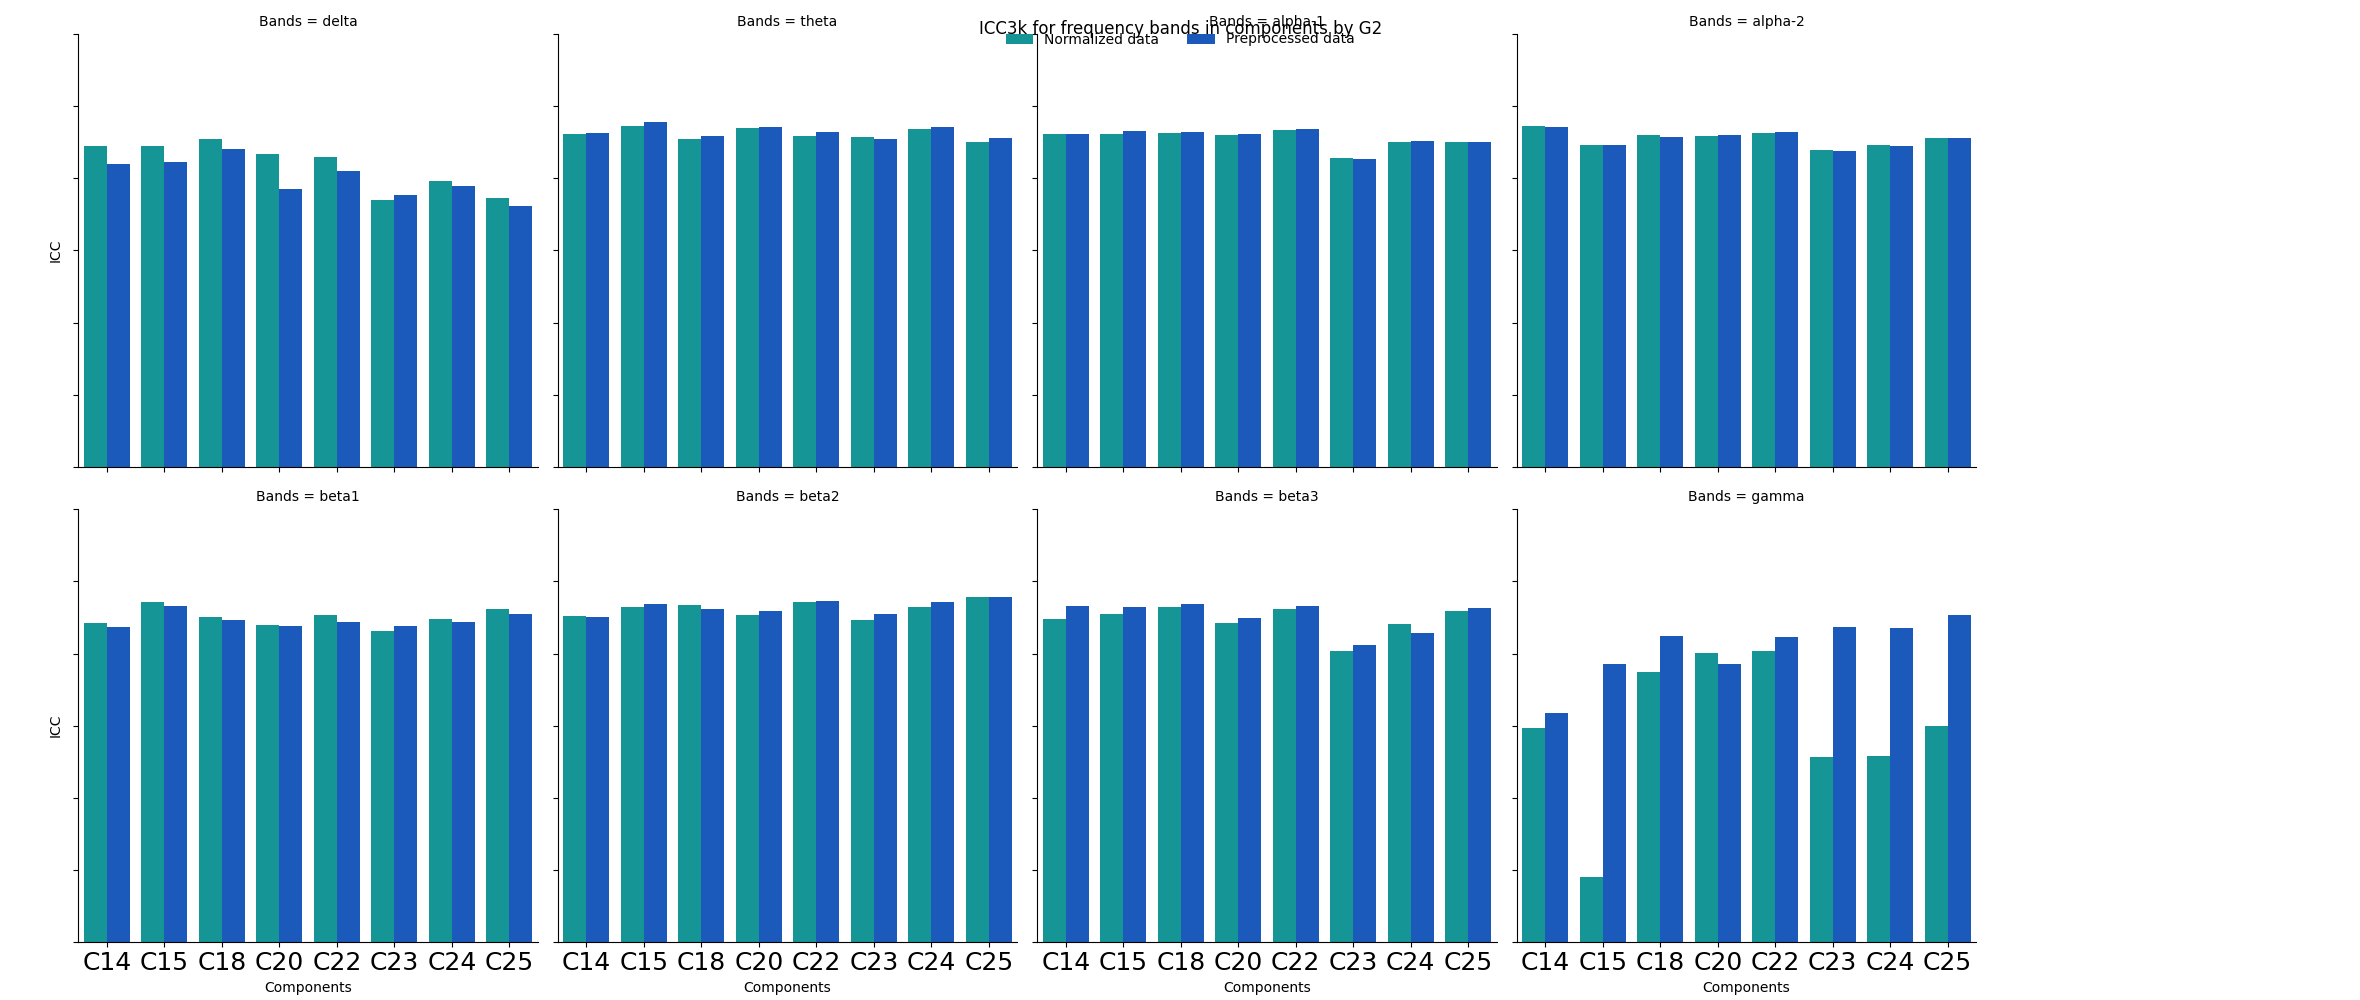 ICC3k for frequency bands in components by G2
Normalized data Preprocessed data
Bands = delta
Bands = theta
Bands = alpha-1
Bands = alpha-2
ICC
Bands = beta1
Bands = beta2
Bands = beta3
Bands = gamma
ICC
C14 C15 C18 C20 C22 C23 C24 C25
Components
C14 C15 C18 C20 C22 C23 C24 C25
Components
C14 C15 C18 C20 C22 C23 C24 C25
Components
C14 C15 C18 C20 C22 C23 C24 C25
Components